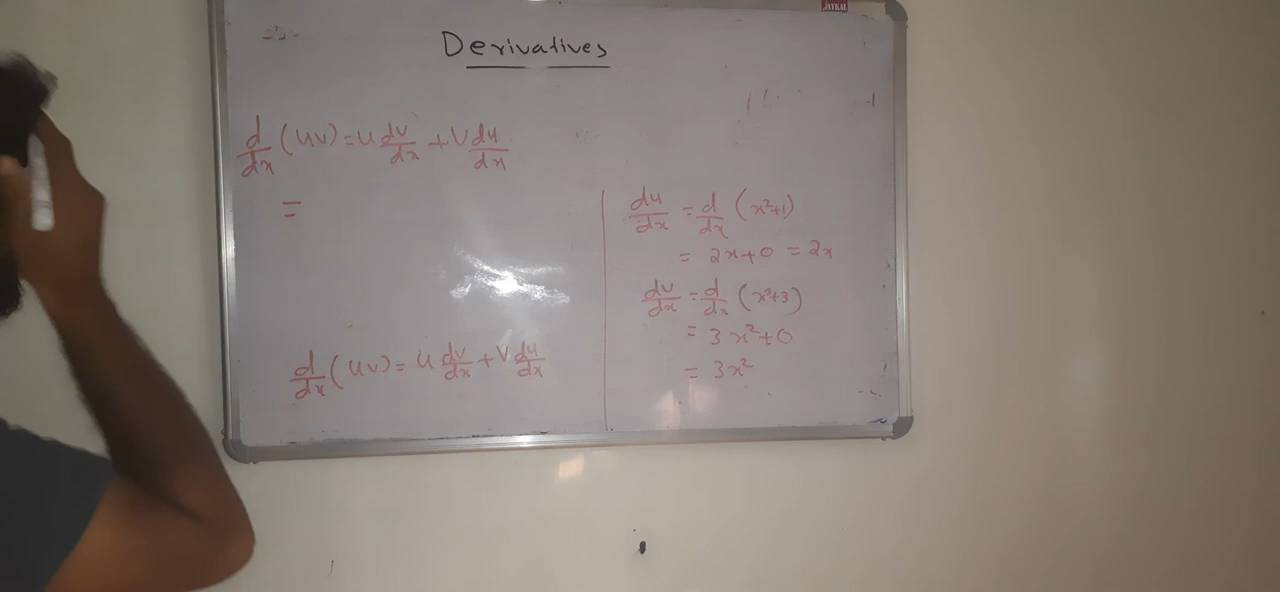 JAYKAL
Derivatives
d/dx (uv) = u dv/dx + v du/dx
=
d/dx (uv) = u dv/dx + v du/dx
du/dx = d/dx (x²+1)
= 2x+0 = 2x
dv/dx = d/dx (x³+3)
= 3x²+0
= 3x²